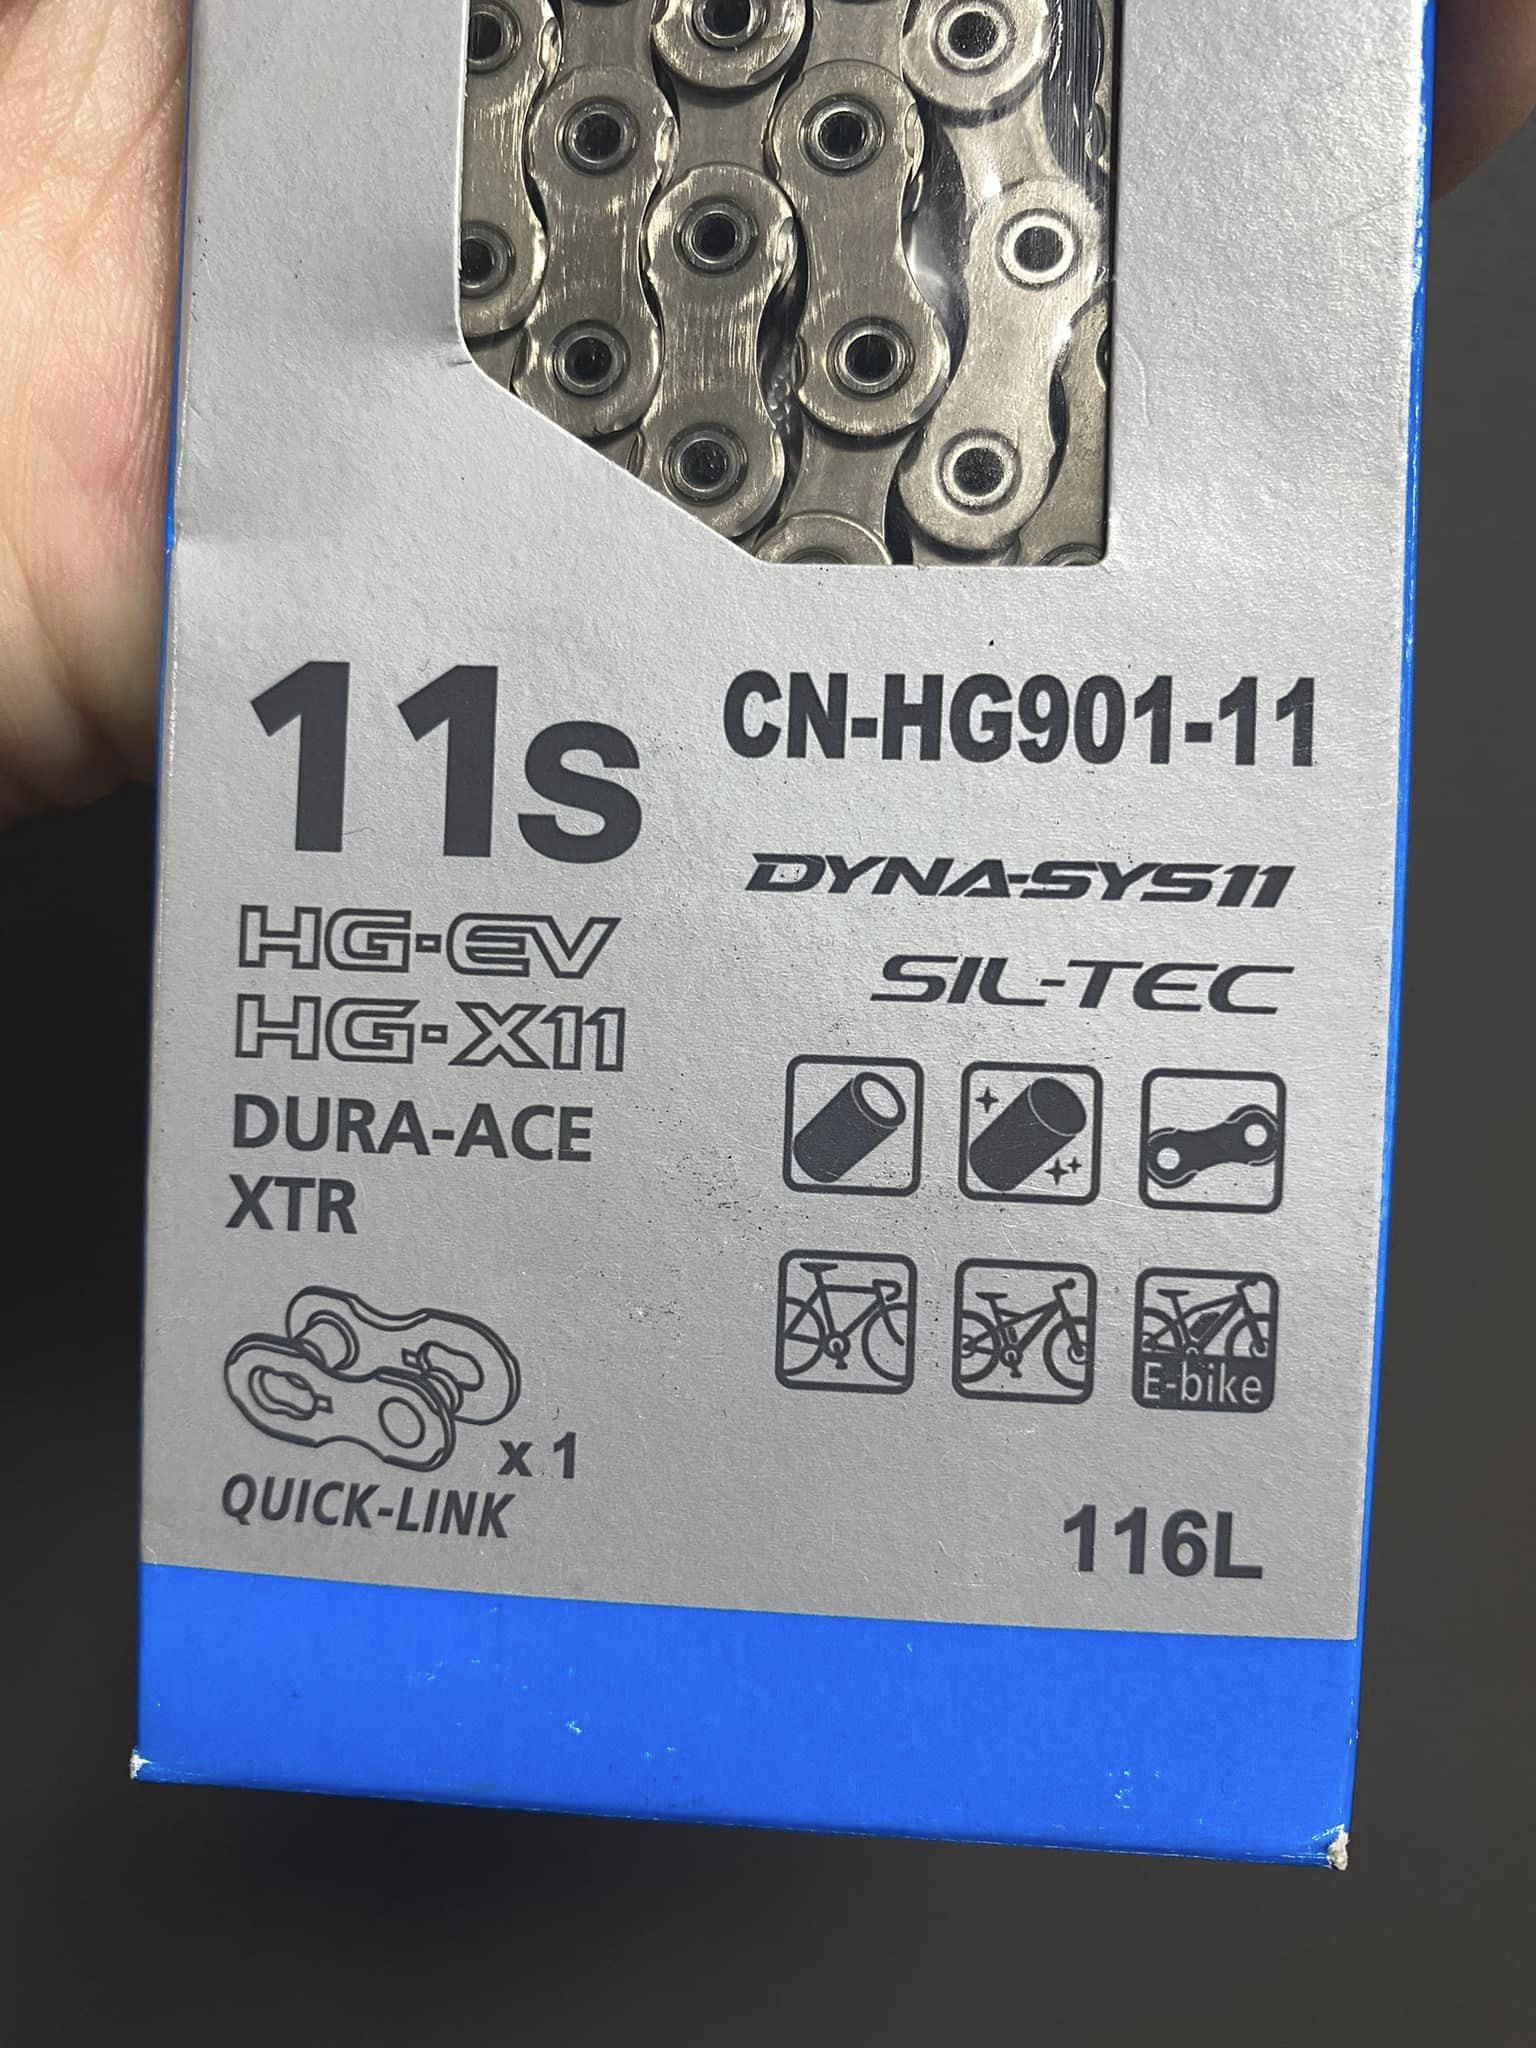 11s
CN-HG901-11
HG-EV
HG-X11
DURA-ACE
XTR
DYNA-SYS11
SIL-TEC
E-bike
x 1
QUICK-LINK
116L